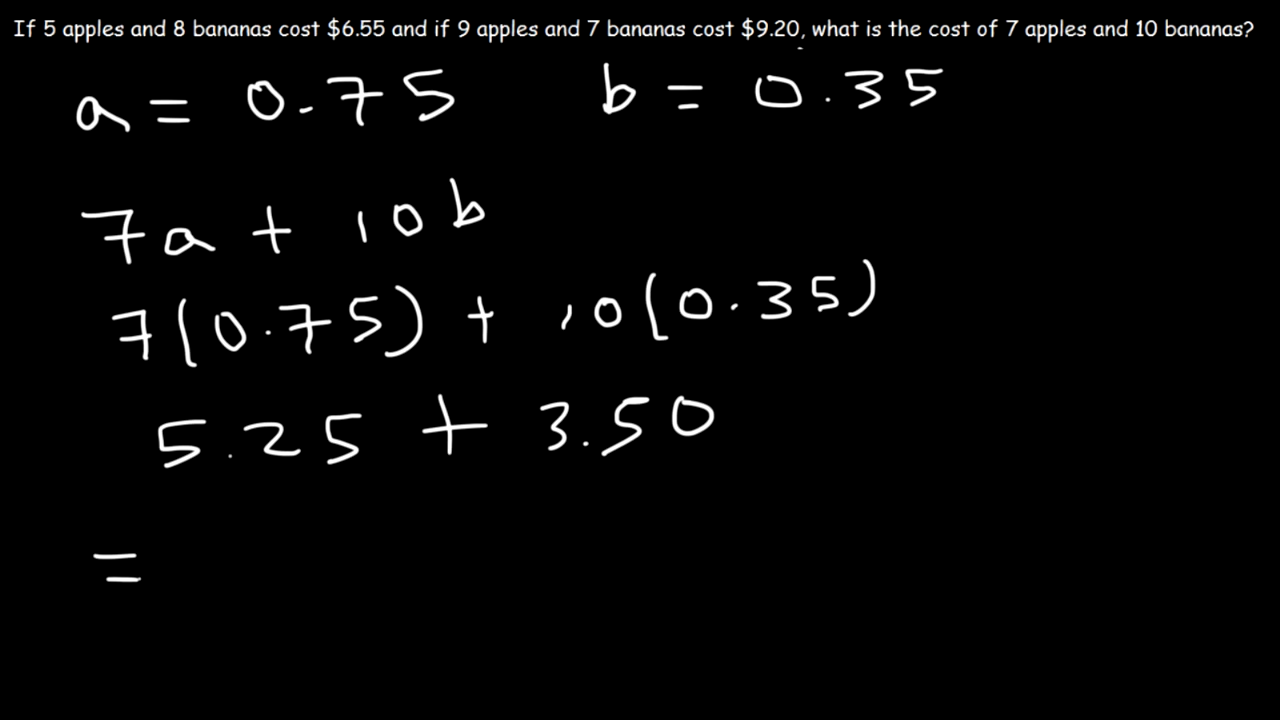 If 5 apples and 8 bananas cost $6.55 and if 9 apples and 7 bananas cost $9.20, what is the cost of 7 apples and 10 bananas?
a = 0.75 b = 0.35
7a + 10b
7(0.75) + 10(0.35)
5.25 + 3.50
=